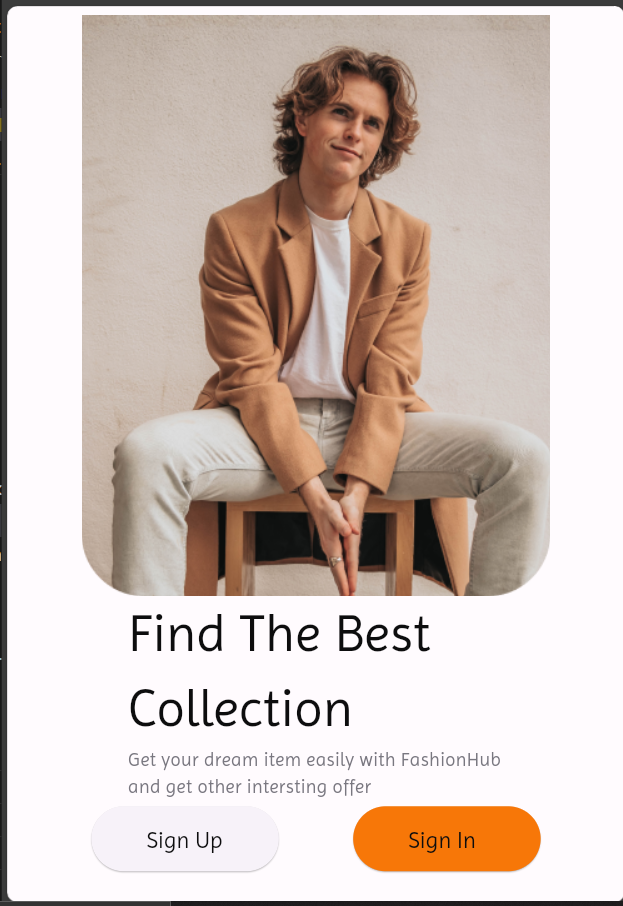 Find The Best
Collection
Get your dream item easily with FashionHub
and get other intersting offer
Sign Up
Sign In